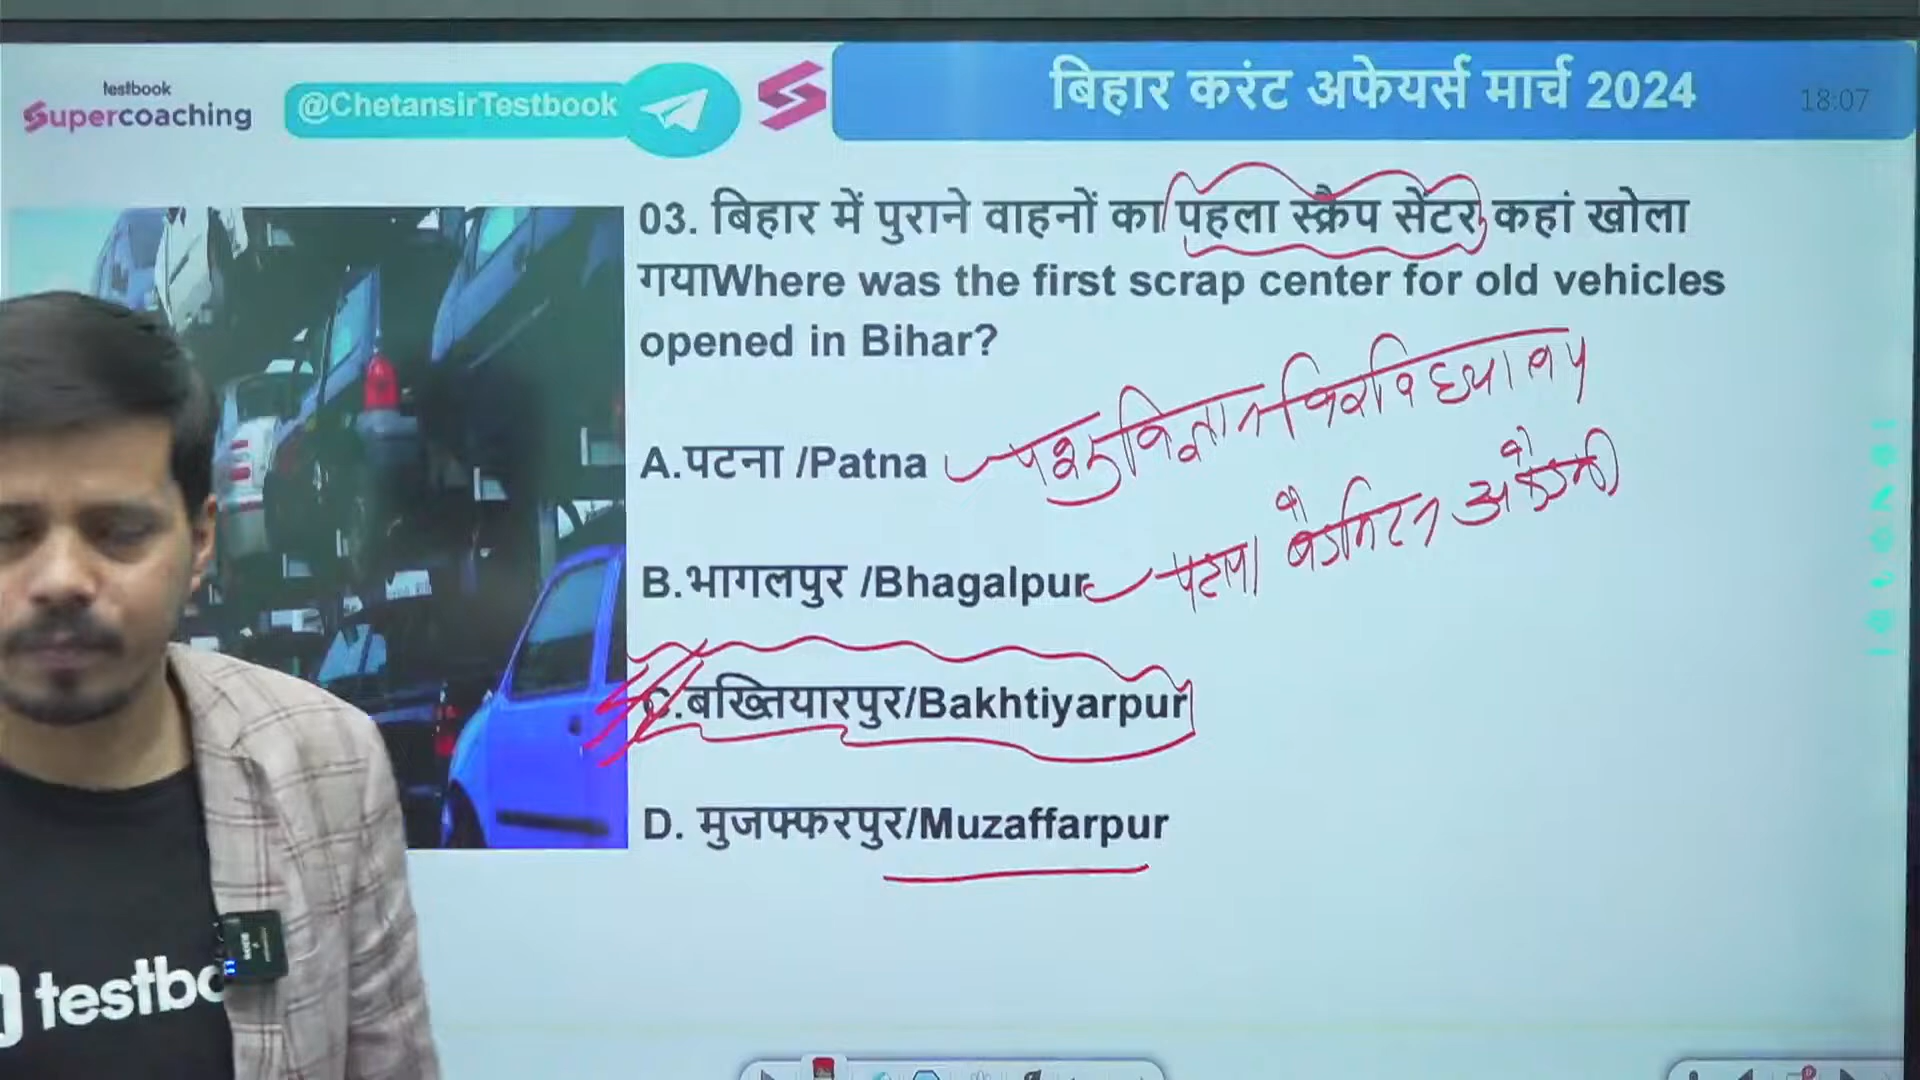 testbook
Supercoaching
@ChetansirTestbook
बिहार करंट अफेयर्स मार्च 2024
18:07
03. बिहार में पुराने वाहनों का पहला स्क्रैप सेंटर कहां खोला
गयाWhere was the first scrap center for old vehicles
opened in Bihar?
A.पटना /Patna
पशु विज्ञान विश्वविद्यालय
B.भागलपुर /Bhagalpur
बैडमिंटन
C.बख्तियारपुर/Bakhtiyarpur
D. मुजफ्फरपुर/Muzaffarpur
testbo